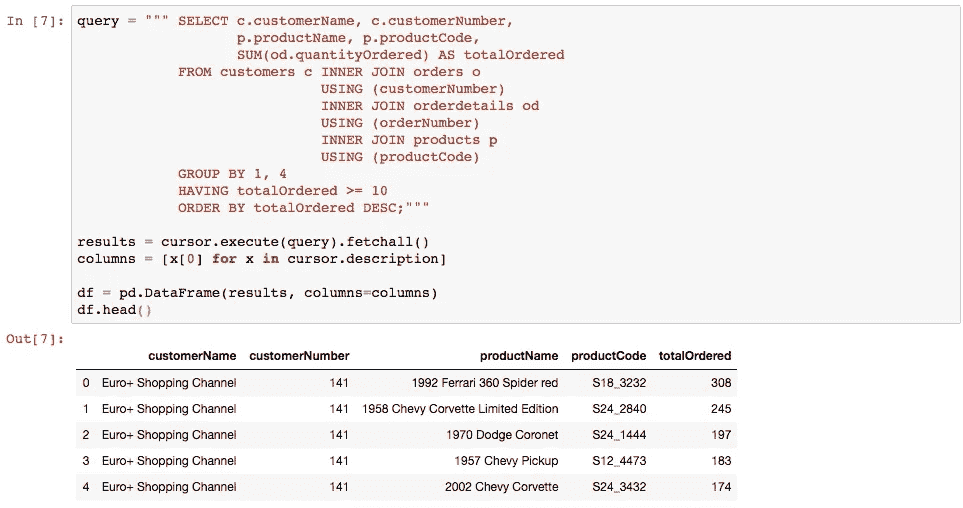 In [7]: query = """ SELECT c.customerName, c.customerNumber,
p.productName, p.productCode,
SUM(od.quantityOrdered) AS totalOrdered
FROM customers c INNER JOIN orders o
USING (customerNumber)
INNER JOIN orderdetails od
USING (orderNumber)
INNER JOIN products p
USING (productCode)
GROUP BY 1, 4
HAVING totalOrdered >= 10
ORDER BY totalOrdered DESC;"""
results = cursor.execute(query).fetchall()
columns = [x[0] for x in cursor.description]
df = pd.DataFrame(results, columns=columns)
df.head()
Out[7]:
customerName customerNumber productName productCode totalOrdered
0 Euro+ Shopping Channel 141 1992 Ferrari 360 Spider red S18_3232 308
1 Euro+ Shopping Channel 141 1958 Chevy Corvette Limited Edition S24_2840 245
2 Euro+ Shopping Channel 141 1970 Dodge Coronet S24_1444 197
3 Euro+ Shopping Channel 141 1957 Chevy Pickup S12_4473 183
4 Euro+ Shopping Channel 141 2002 Chevy Corvette S24_3432 174